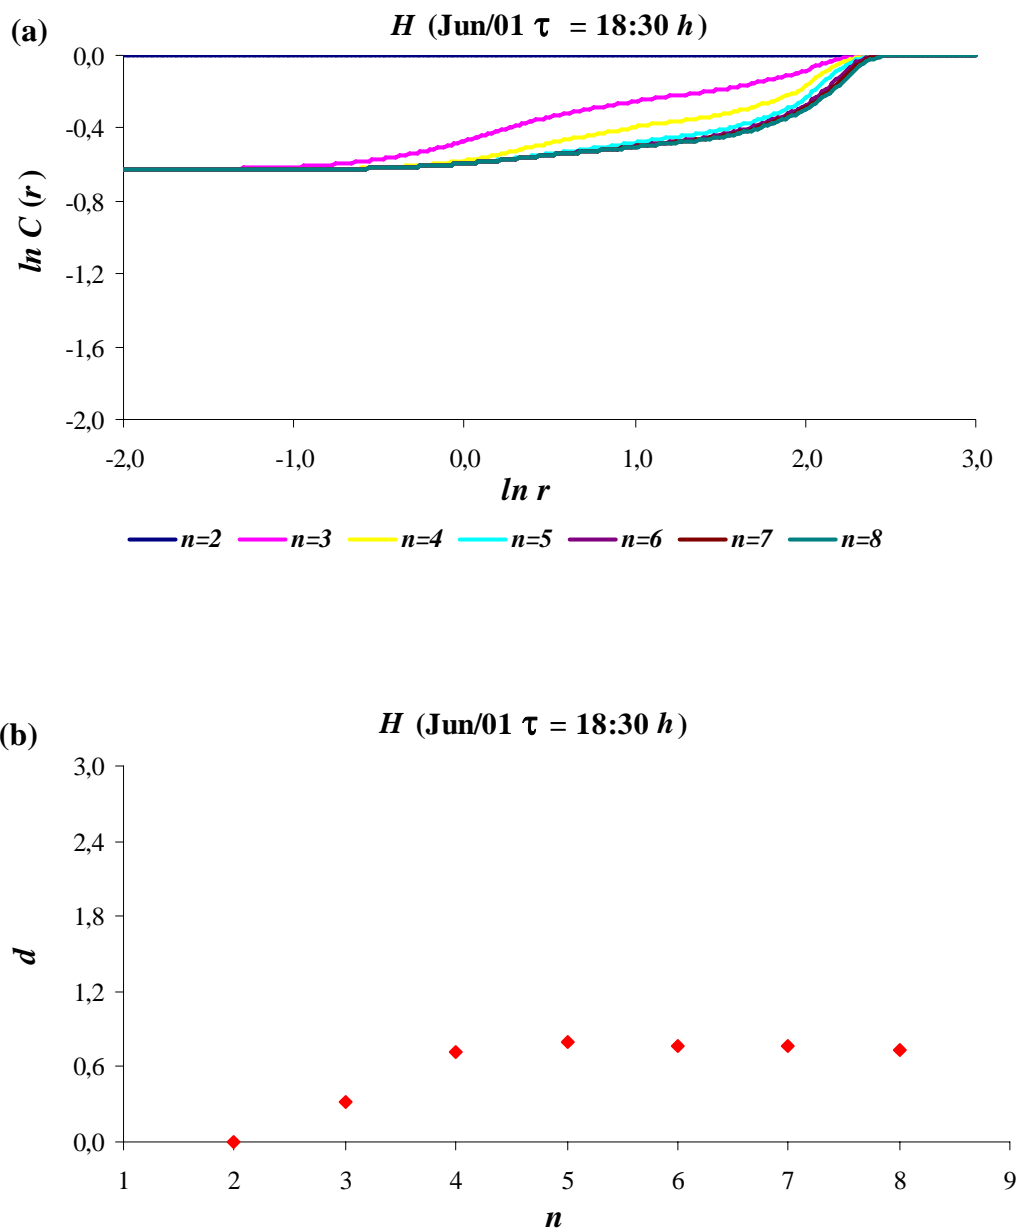 (a)
H (Jun/01 τ = 18:30 h)
0,0
-0,4
-0,8
-1,2
-1,6
-2,0
ln C (r)
-2,0 -1,0 0,0 1,0 2,0 3,0
ln r
n=2 n=3 n=4 n=5 n=6 n=7 n=8
(b)
H (Jun/01 τ = 18:30 h)
3,0
2,4
1,8
1,2
0,6
0,0
d
1 2 3 4 5 6 7 8 9
n